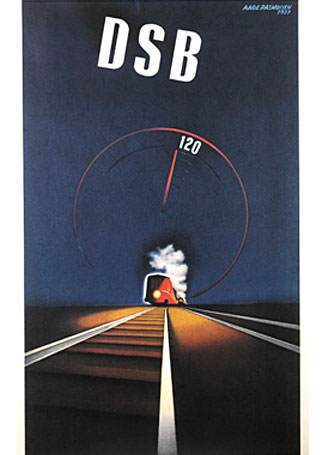 AAGE RASMUSSEN
1937
DSB
120